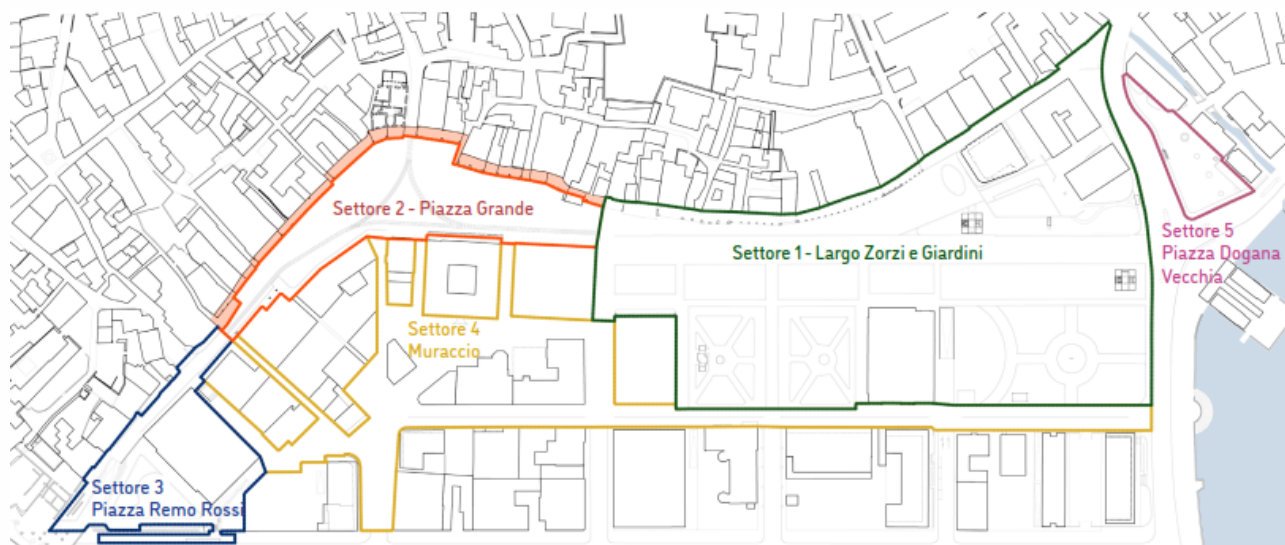 Settore 2 - Piazza Grande
Settore 1 - Largo Zorzi e Giardini
Settore 5
Piazza Dogana
Vecchia
Settore 4
Muraccio
Settore 3
Piazza Remo Rossi